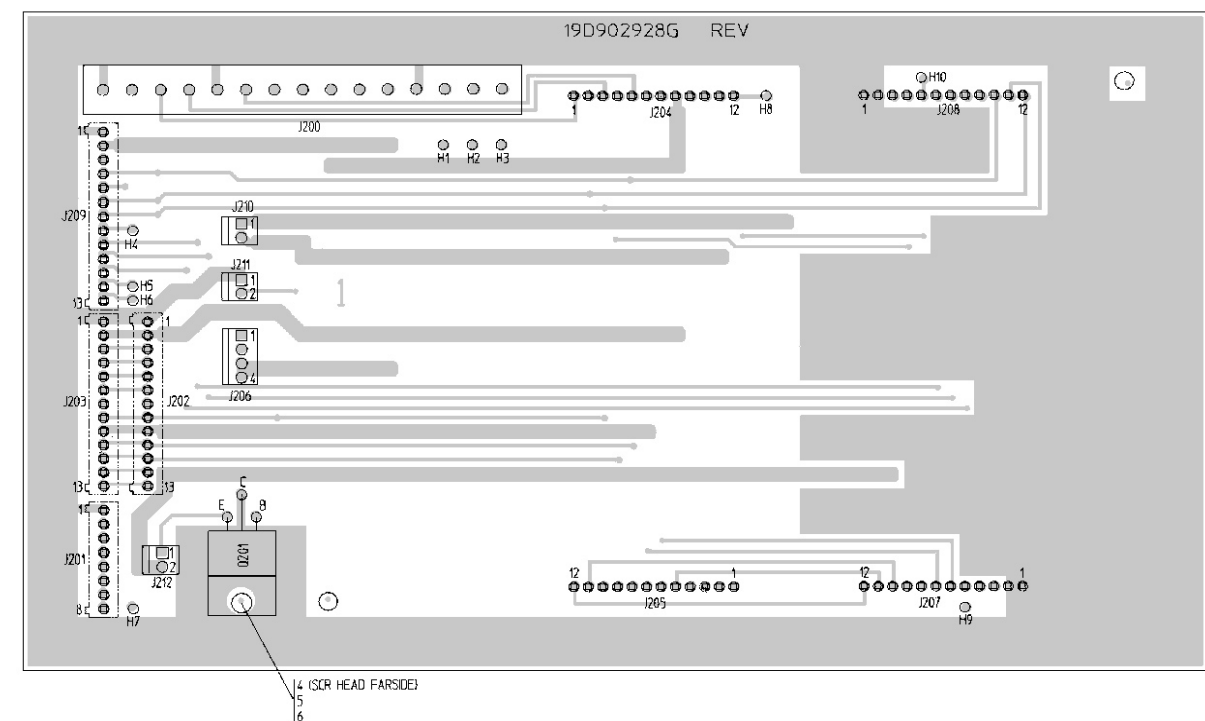 19D902928G REV
H10
1 J204 12 H8
1 J208 12
J200
1
H1 H2 H3
J209
J210
1
H4
J211
1
2
H5
H6
13
1
1
1
1
J203
J202
4
J206
13
13
C
E B
1
J201
Q201
1
2
J212
8
H7
12 1
J205
12 1
J207
H9
4 (SCR HEAD FARSIDE)
5
6